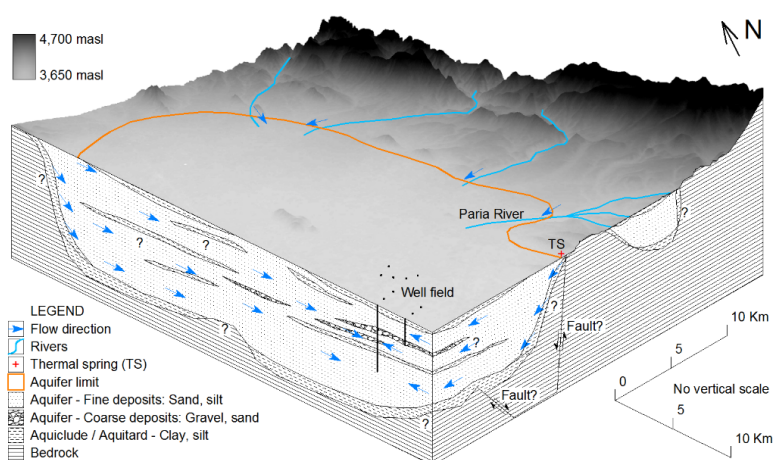 4,700 masl
3,650 masl
N
?
?
?
?
Paria River
TS
?
Well field
?
?
?
Fault?
Fault?
?
?
LEGEND
Flow direction
Rivers
Thermal spring (TS)
Aquifer limit
Aquifer - Fine deposits: Sand, silt
Aquifer - Coarse deposits: Gravel, sand
Aquiclude / Aquitard - Clay, silt
Bedrock
10 Km
5
0
No vertical scale
5
10 Km